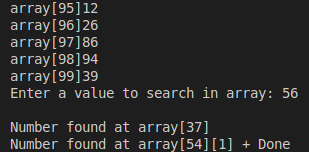 array[95]12
array[96]26
array[97]86
array[98]94
array[99]39
Enter a value to search in array: 56
Number found at array[37]
Number found at array[54][1] + Done